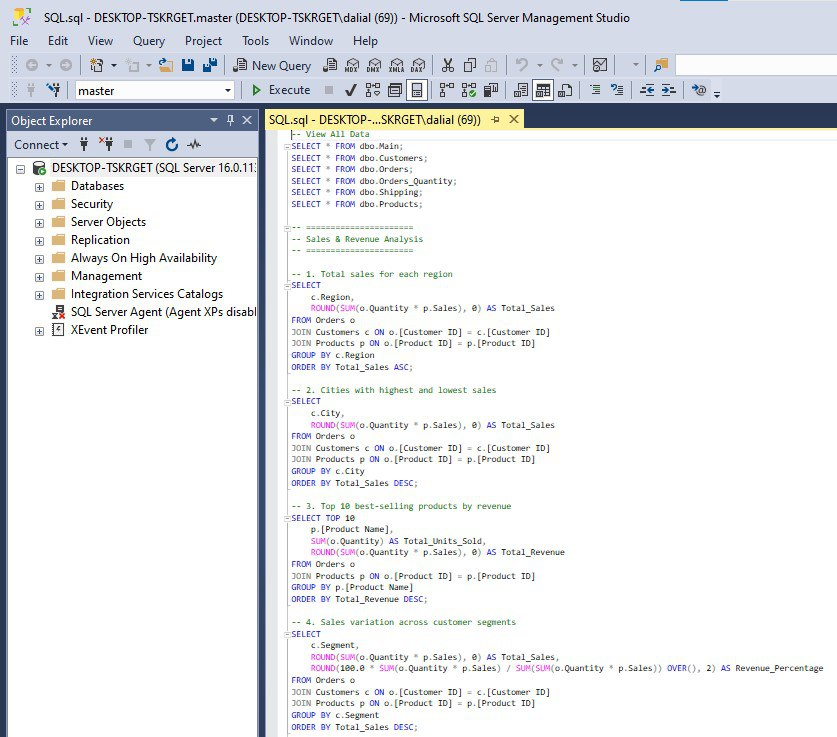 SQL.sql - DESKTOP-TSKRGET.master (DESKTOP-TSKRGET\dalial (69)) - Microsoft SQL Server Management Studio
File Edit View Query Project Tools Window Help
New Query MDX DMX XMLA DAX
master Execute
Object Explorer
Connect
DESKTOP-TSKRGET (SQL Server 16.0.113
Databases
Security
Server Objects
Replication
Always On High Availability
Management
Integration Services Catalogs
SQL Server Agent (Agent XPs disabl
XEvent Profiler
SQL.sql - DESKTOP-...SKRGET\dalial (69))
-- View All Data
SELECT * FROM dbo.Main;
SELECT * FROM dbo.Customers;
SELECT * FROM dbo.Orders;
SELECT * FROM dbo.Orders_Quantity;
SELECT * FROM dbo.Shipping;
SELECT * FROM dbo.Products;
-- ======================
-- Sales & Revenue Analysis
-- ======================
-- 1. Total sales for each region
SELECT
c.Region,
ROUND(SUM(o.Quantity * p.Sales), 0) AS Total_Sales
FROM Orders o
JOIN Customers c ON o.[Customer ID] = c.[Customer ID]
JOIN Products p ON o.[Product ID] = p.[Product ID]
GROUP BY c.Region
ORDER BY Total_Sales ASC;
-- 2. Cities with highest and lowest sales
SELECT
c.City,
ROUND(SUM(o.Quantity * p.Sales), 0) AS Total_Sales
FROM Orders o
JOIN Customers c ON o.[Customer ID] = c.[Customer ID]
JOIN Products p ON o.[Product ID] = p.[Product ID]
GROUP BY c.City
ORDER BY Total_Sales DESC;
-- 3. Top 10 best-selling products by revenue
SELECT TOP 10
p.[Product Name],
SUM(o.Quantity) AS Total_Units_Sold,
ROUND(SUM(o.Quantity * p.Sales), 0) AS Total_Revenue
FROM Orders o
JOIN Products p ON o.[Product ID] = p.[Product ID]
GROUP BY p.[Product Name]
ORDER BY Total_Revenue DESC;
-- 4. Sales variation across customer segments
SELECT
c.Segment,
ROUND(SUM(o.Quantity * p.Sales), 0) AS Total_Sales,
ROUND(100.0 * SUM(o.Quantity * p.Sales) / SUM(SUM(o.Quantity * p.Sales)) OVER(), 2) AS Revenue_Percentage
FROM Orders o
JOIN Customers c ON o.[Customer ID] = c.[Customer ID]
JOIN Products p ON o.[Product ID] = p.[Product ID]
GROUP BY c.Segment
ORDER BY Total_Sales DESC;